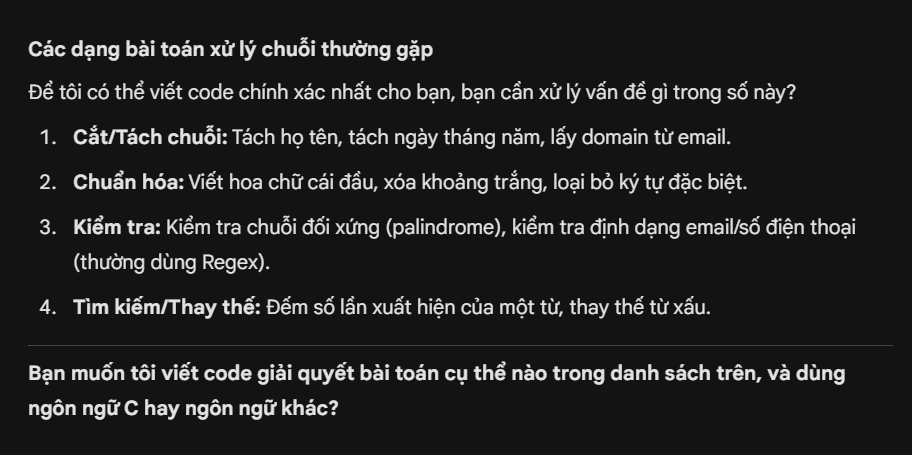 Các dạng bài toán xử lý chuỗi thường gặp
Để tôi có thể viết code chính xác nhất cho bạn, bạn cần xử lý vấn đề gì trong số này?
1. Cắt/Tách chuỗi: Tách họ tên, tách ngày tháng năm, lấy domain từ email.
2. Chuẩn hóa: Viết hoa chữ cái đầu, xóa khoảng trắng, loại bỏ ký tự đặc biệt.
3. Kiểm tra: Kiểm tra chuỗi đối xứng (palindrome), kiểm tra định dạng email/số điện thoại
(thường dùng Regex).
4. Tìm kiếm/Thay thế: Đếm số lần xuất hiện của một từ, thay thế từ xấu.
Bạn muốn tôi viết code giải quyết bài toán cụ thể nào trong danh sách trên, và dùng
ngôn ngữ C hay ngôn ngữ khác?